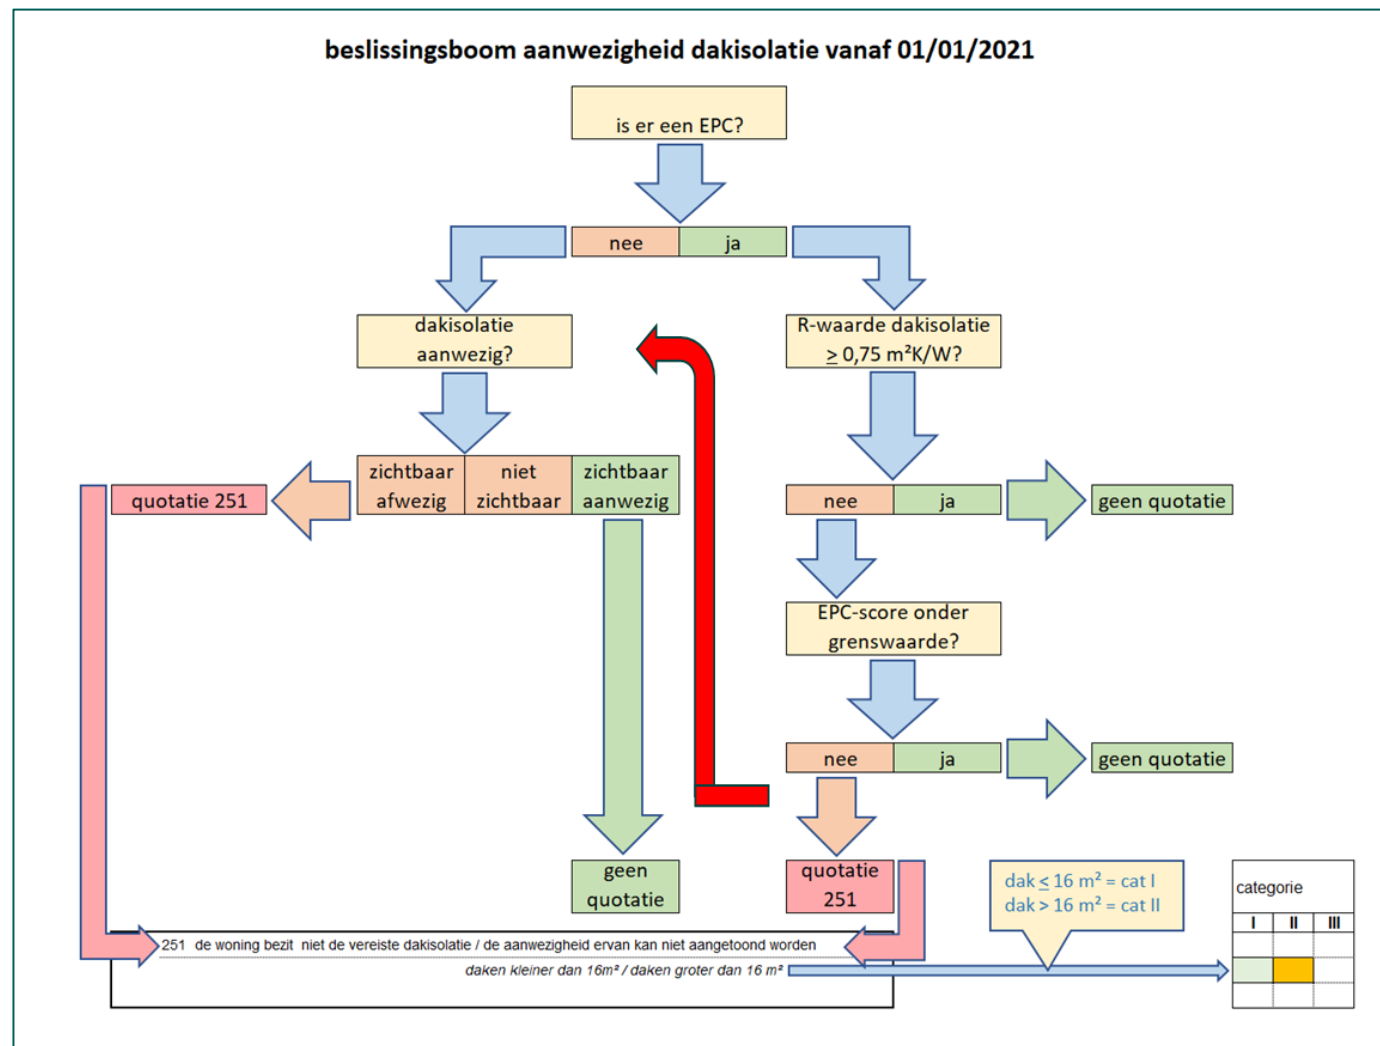 beslissingsboom aanwezigheid dakisolatie vanaf 01/01/2021
is er een EPC?
nee
ja
dakisolatie
aanwezig?
R-waarde dakisolatie
≥ 0,75 m²K/W?
zichtbaar
afwezig
niet
zichtbaar
zichtbaar
aanwezig
quotatie 251
nee
ja
geen quotatie
EPC-score onder
grenswaarde?
nee
ja
geen quotatie
geen
quotatie
quotatie
251
dak ≤ 16 m² = cat I
dak > 16 m² = cat II
categorie
I II III
251 de woning bezit niet de vereiste dakisolatie / de aanwezigheid ervan kan niet aangetoond worden
daken kleiner dan 16m² / daken groter dan 16 m²